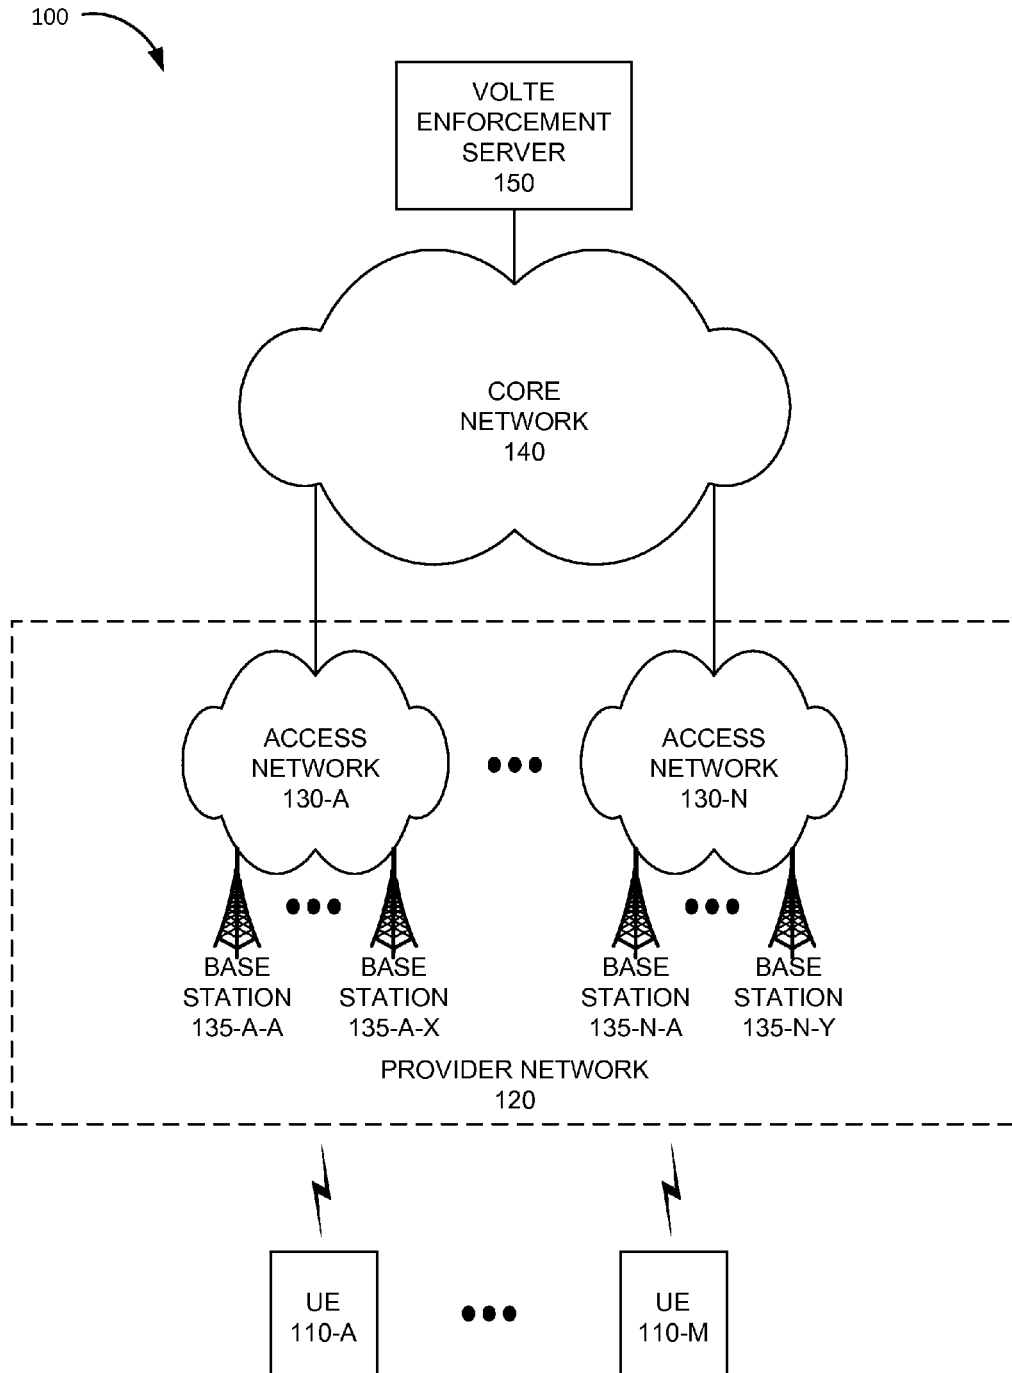 100
VOLTE
ENFORCEMENT
SERVER
150
CORE
NETWORK
140
ACCESS
NETWORK
130-A
ACCESS
NETWORK
130-N
BASE
STATION
135-A-A
BASE
STATION
135-A-X
BASE
STATION
135-N-A
BASE
STATION
135-N-Y
PROVIDER NETWORK
120
UE
110-A
UE
110-M